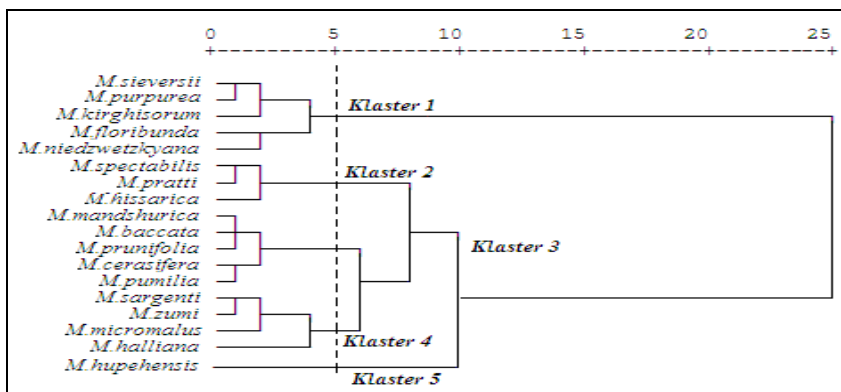 0 5 10 15 20 25
M.sieversii
M.purpurea
Klaster 1
M.kirghisorum
M.floribunda
M.niedzwetzkyana
M.spectabilis
Klaster 2
M.pratti
M.hissarica
M.mandshurica
M.baccata
M.prunifolia
Klaster 3
M.cerasifera
M.pumilia
M.sargenti
M.zumi
M.micromalus
Klaster 4
M.halliana
M.hupehensis
Klaster 5